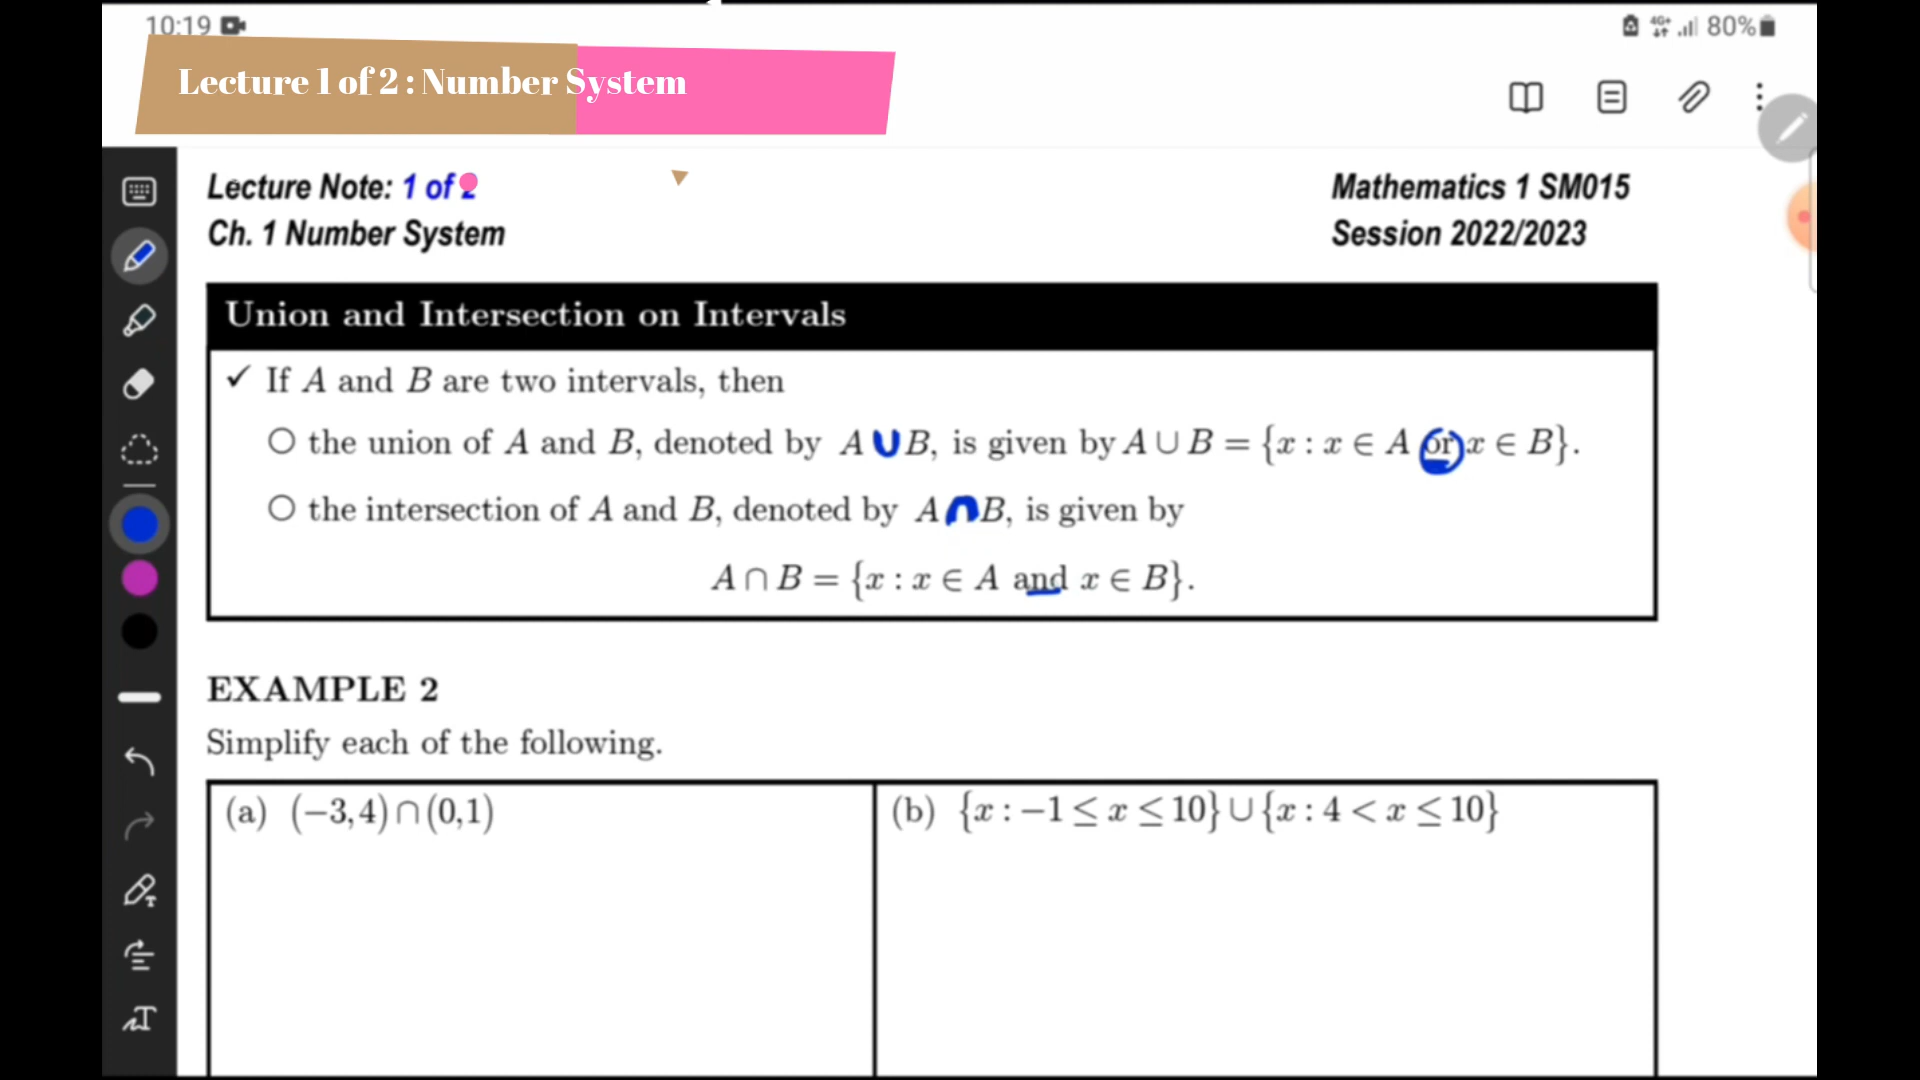 10:19
4G+ 80%
Lecture 1 of 2 : Number System
Lecture Note: 1 of 2
Mathematics 1 SM015
Ch. 1 Number System
Session 2022/2023
Union and Intersection on Intervals
✓ If A and B are two intervals, then
○ the union of A and B, denoted by A ∪ B, is given by A ∪ B = {x : x ∈ A or x ∈ B}.
○ the intersection of A and B, denoted by A ∩ B, is given by
A ∩ B = {x : x ∈ A and x ∈ B}.
EXAMPLE 2
Simplify each of the following.
(a) (−3,4)∩(0,1)
(b) {x : −1 ≤ x ≤ 10} ∪ {x : 4 < x ≤ 10}